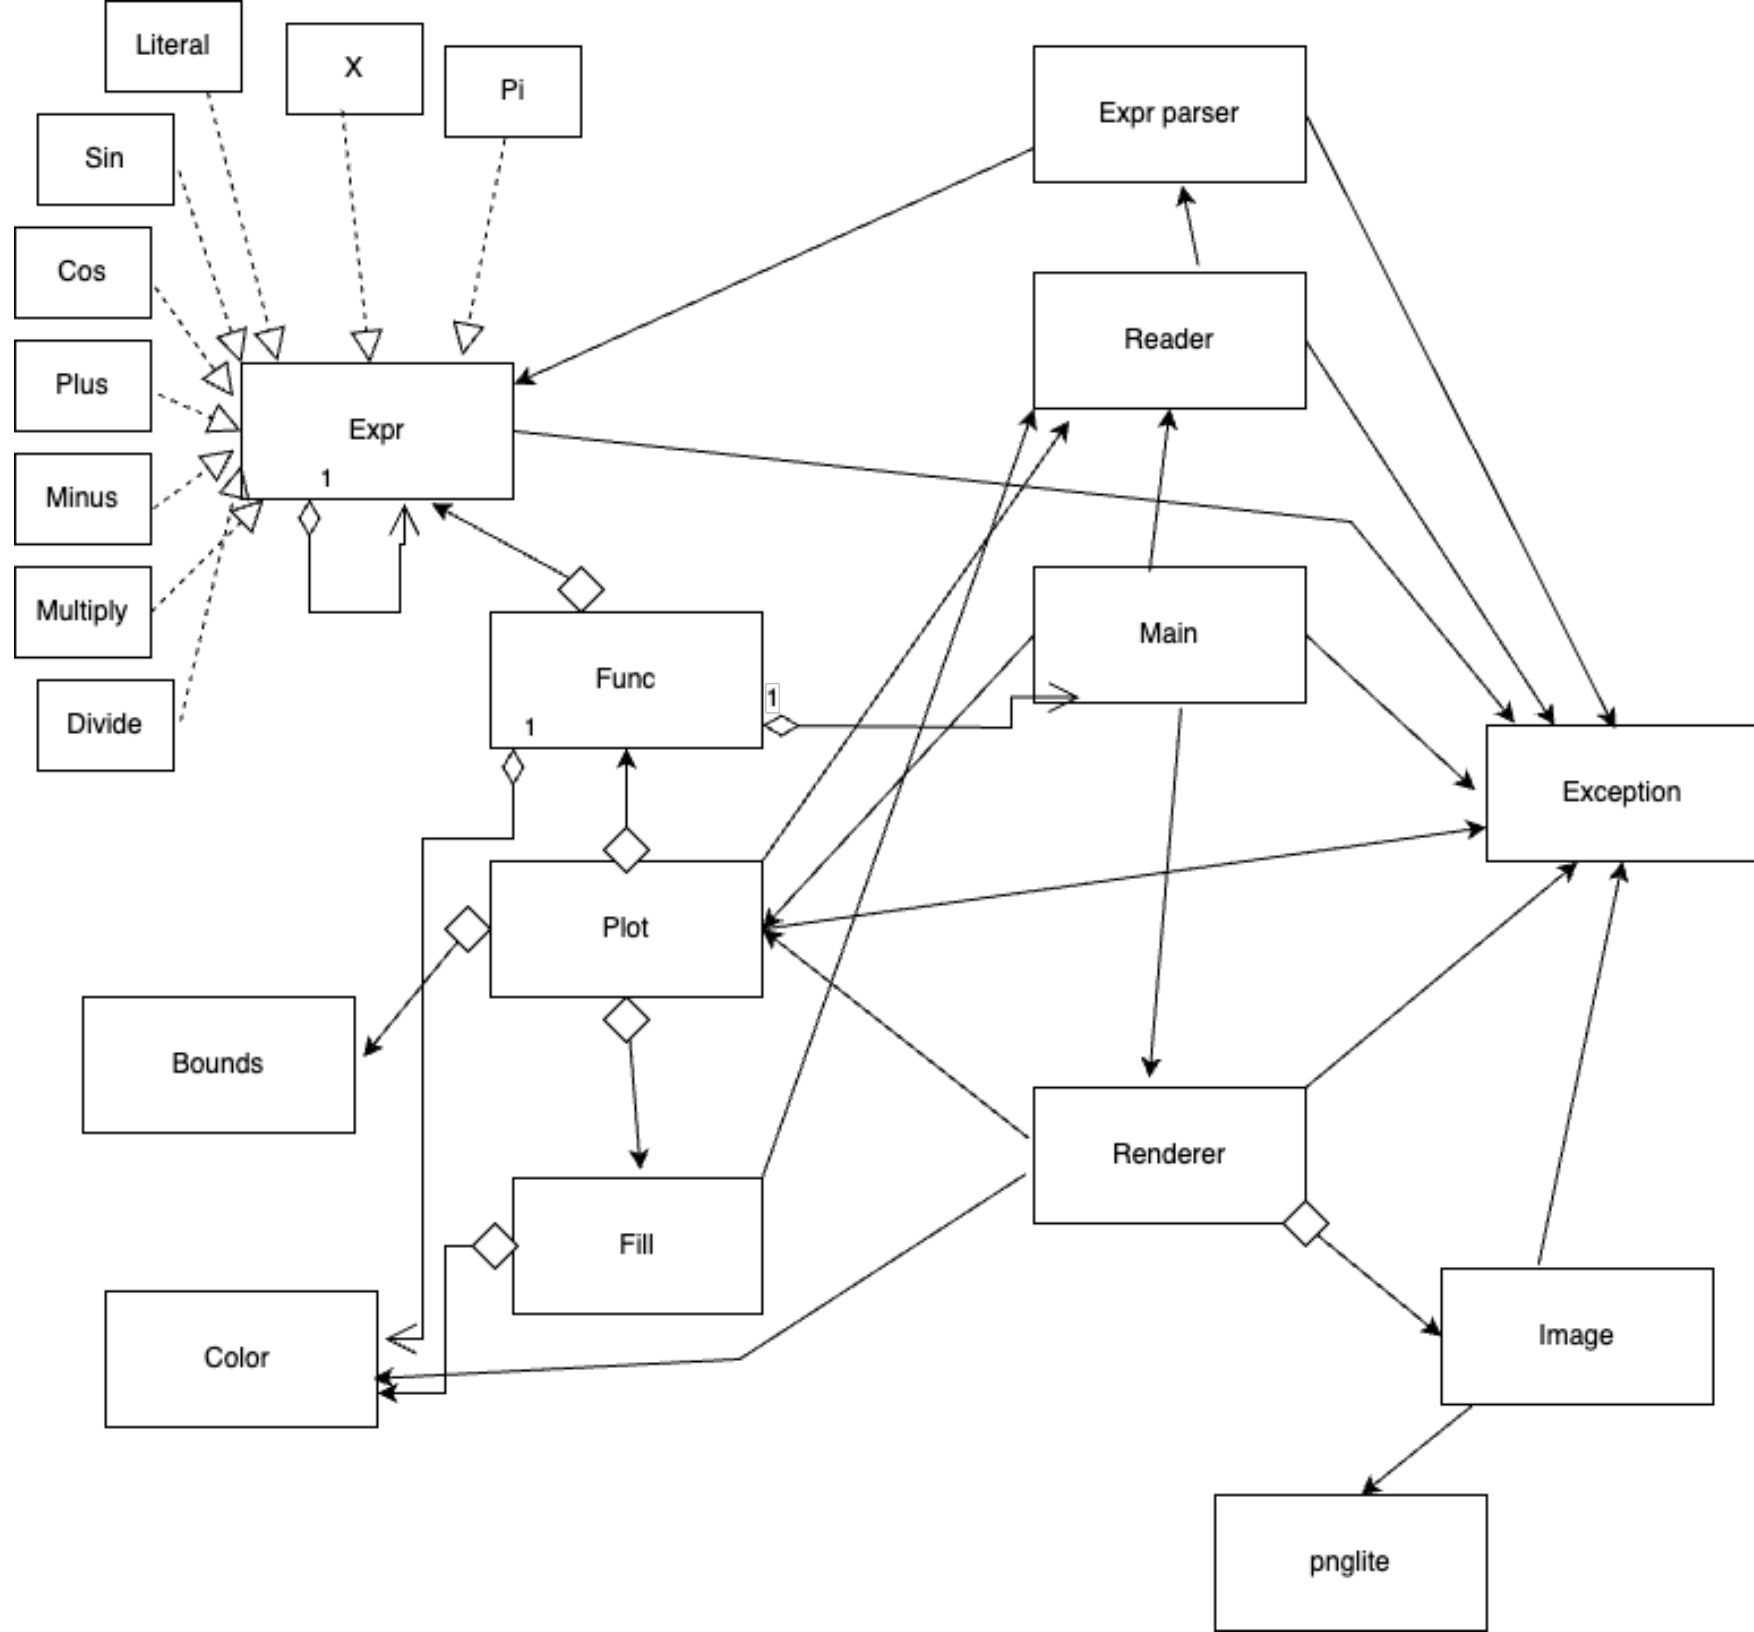 Literal
X
Pi
Expr parser
Sin
Cos
Reader
Plus
Expr
1
Minus
Multiply
Main
Func
1
1
Divide
Exception
Plot
Bounds
Renderer
Fill
Image
Color
pnglite